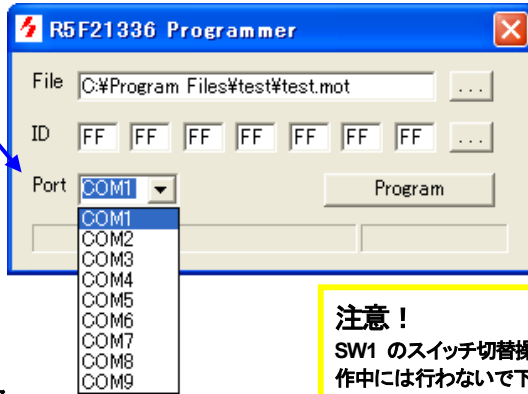 R5F21336 Programmer
File C:¥Program Files¥test¥test.mot ...
ID FF FF FF FF FF FF FF ...
Port COM1 Program
COM1
COM2
COM3
COM4
COM5
COM6
COM7
COM8
COM9
注意！
SW1 のスイッチ切替操
作中には行わないで下